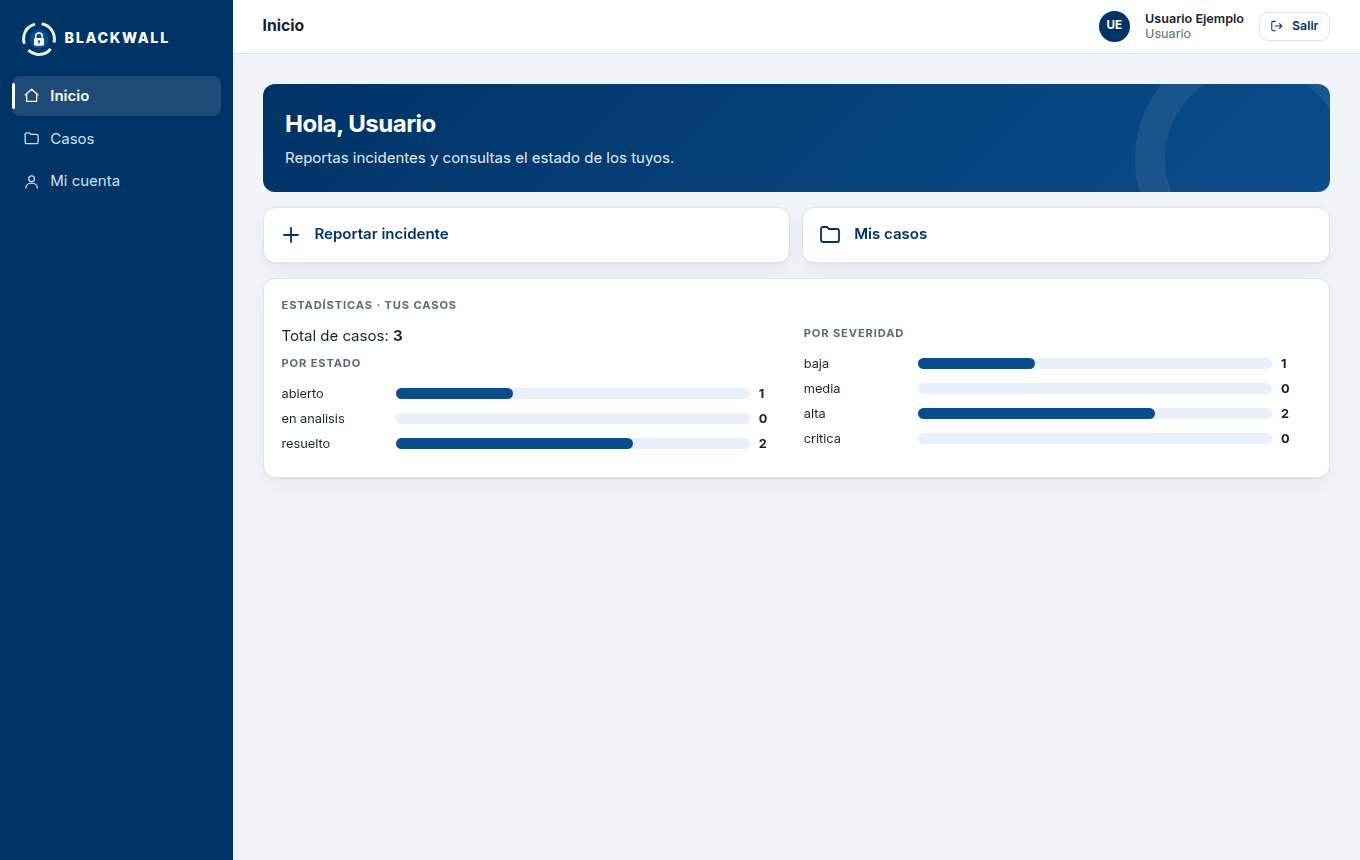 BLACKWALL
Inicio
Casos
Mi cuenta
Inicio
UE
Usuario Ejemplo
Usuario
Salir
Hola, Usuario
Reportas incidentes y consultas el estado de los tuyos.
Reportar incidente
Mis casos
ESTADÍSTICAS · TUS CASOS
Total de casos: 3
POR ESTADO
abierto 1
en analisis 0
resuelto 2
POR SEVERIDAD
baja 1
media 0
alta 2
critica 0